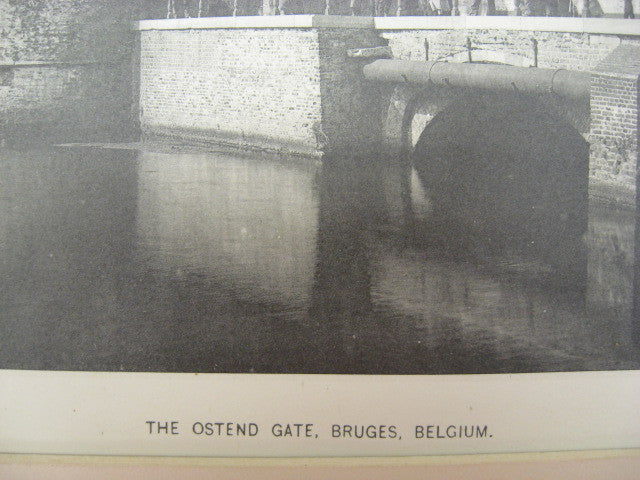 THE OSTEND GATE, BRUGES, BELGIUM.